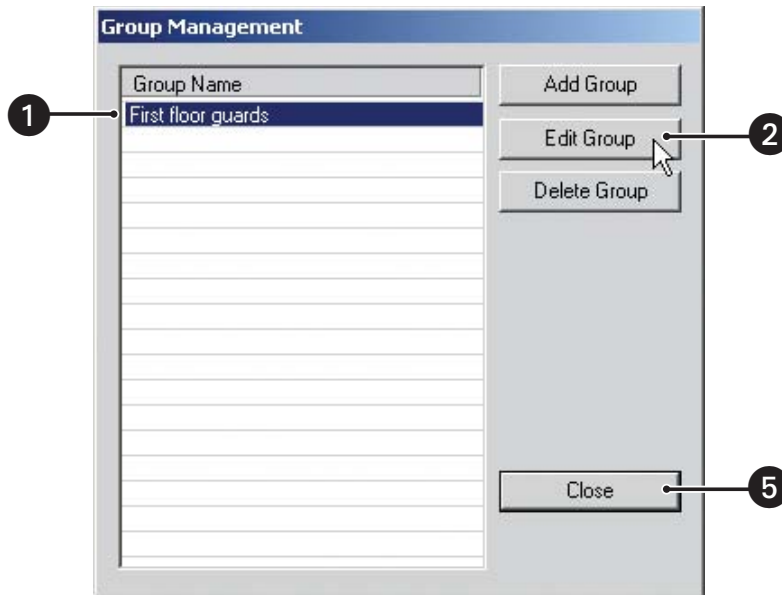 Group Management
Group Name
Add Group
1
First floor guards
Edit Group
2
Delete Group
Close
5